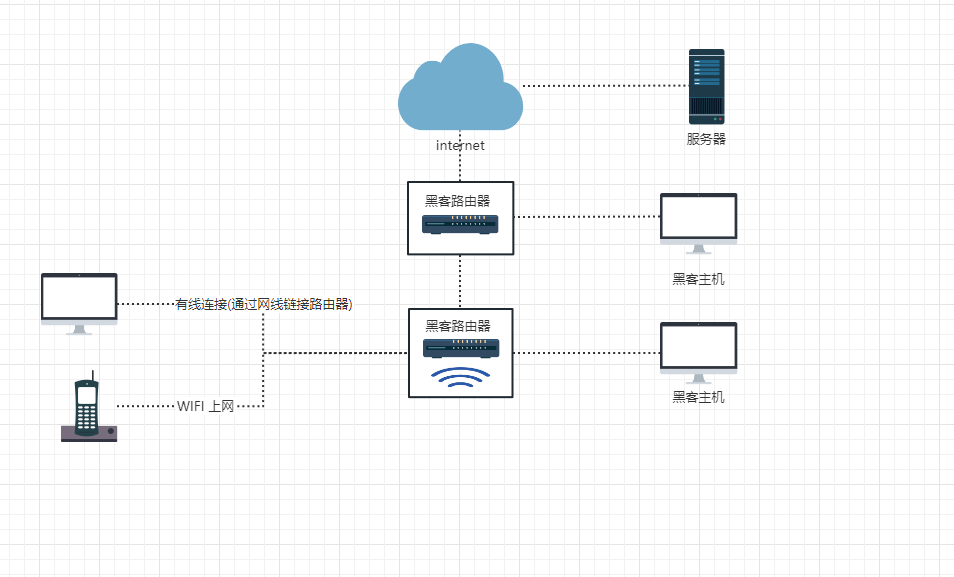 internet
服务器
黑客路由器
黑客主机
有线连接(通过网线链接路由器)
黑客路由器
黑客主机
WIFI 上网